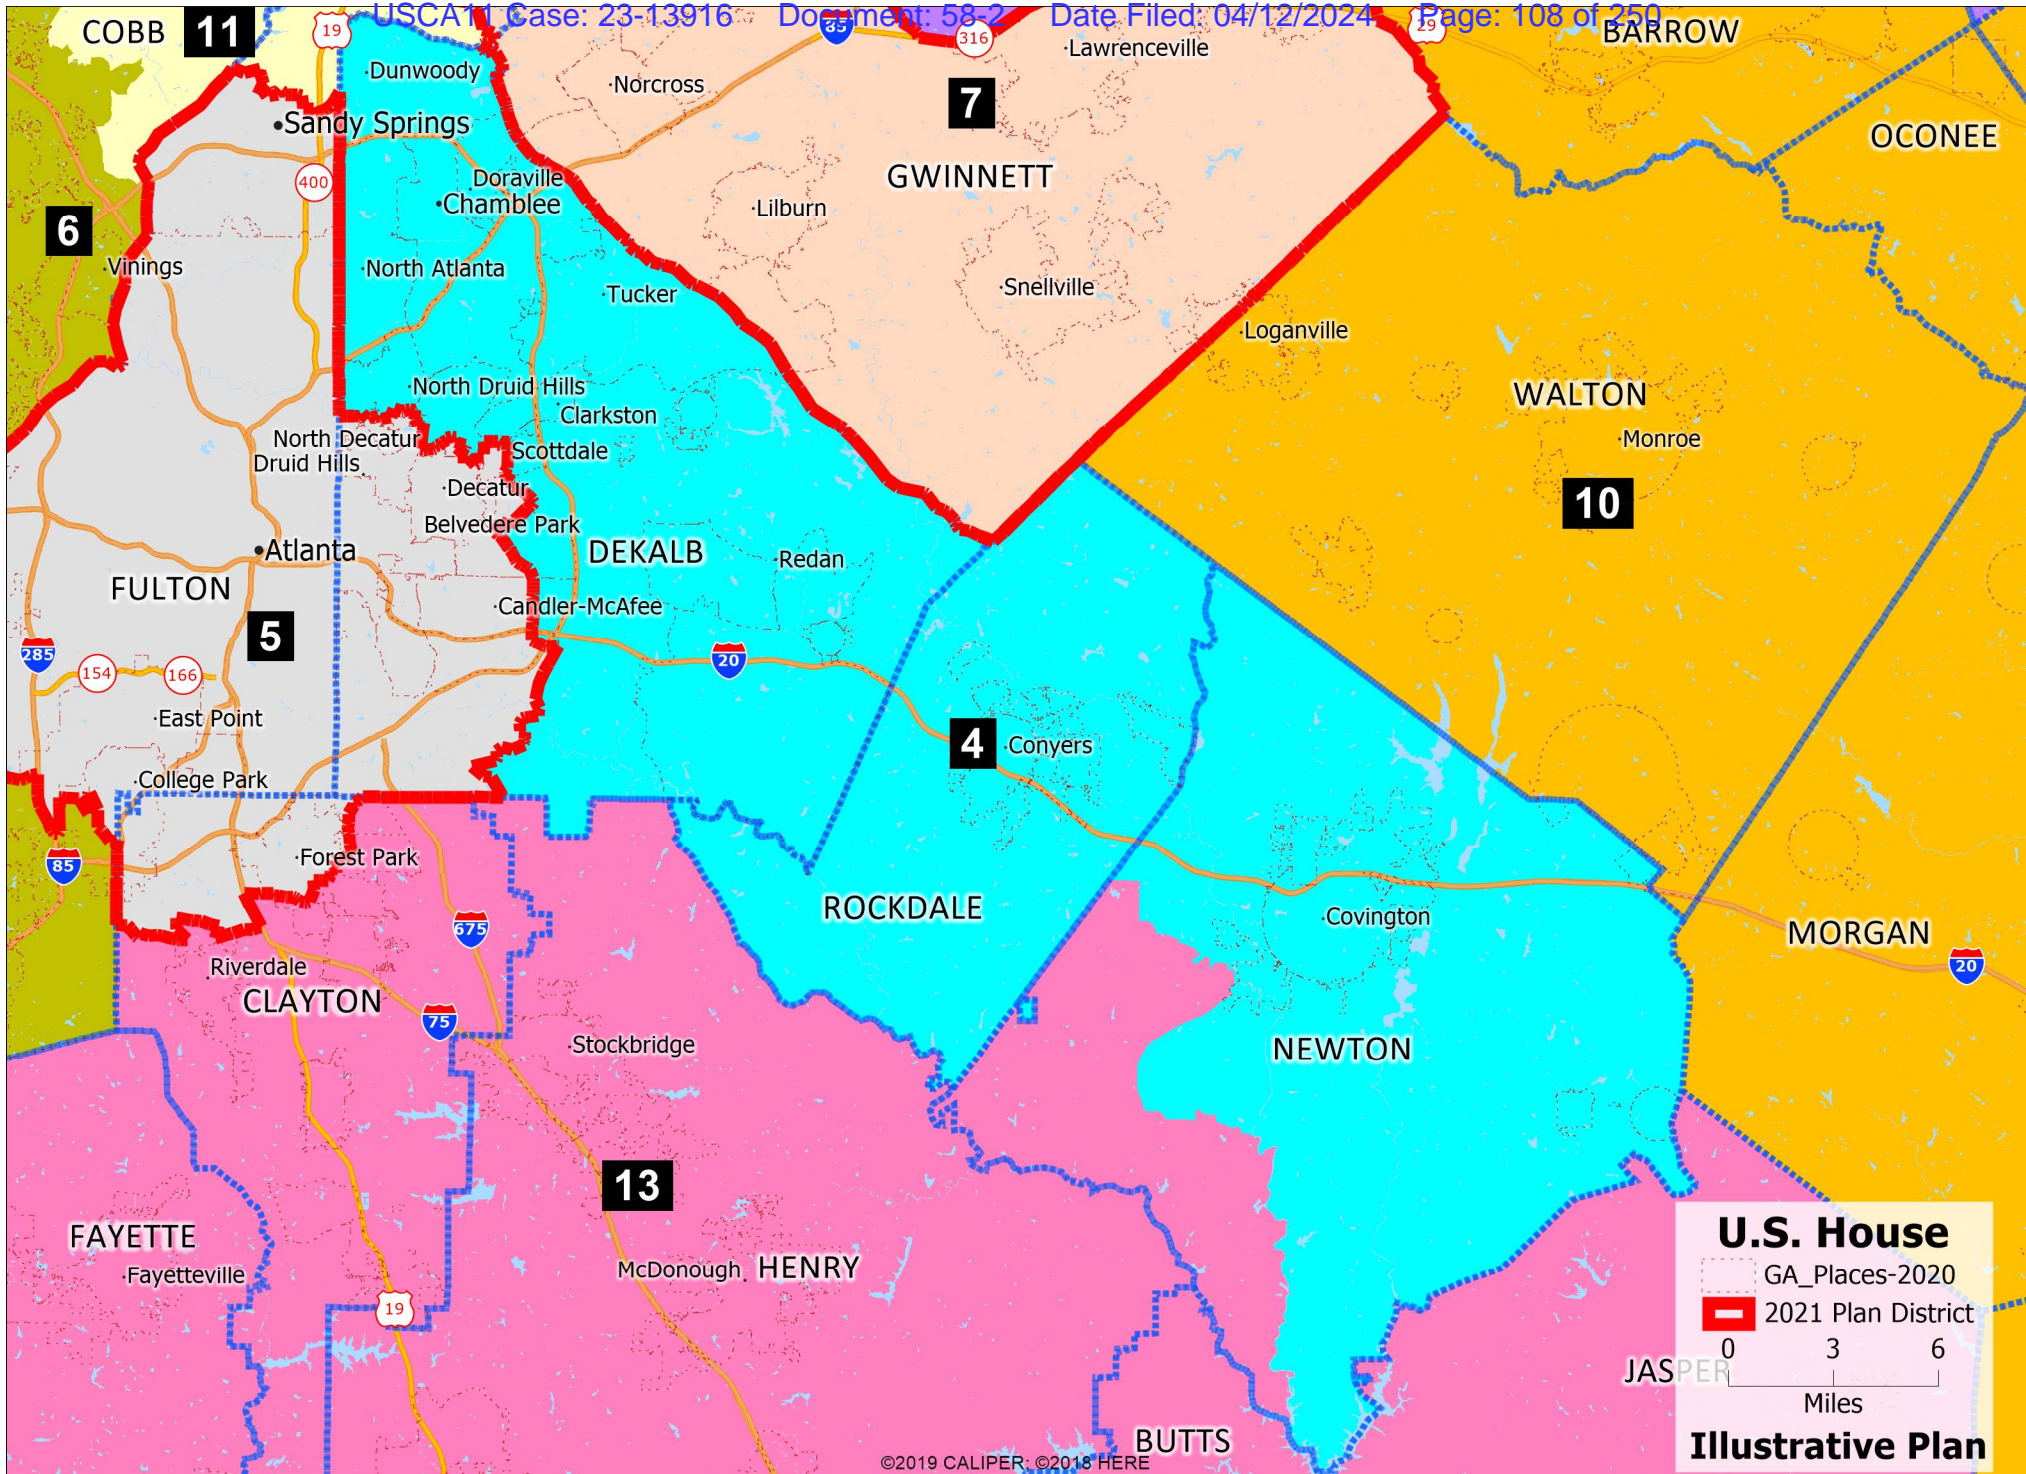 USCA11 Case: 23-13916 Document: 58-2 Date Filed: 04/12/2024 Page: 108 of 250
COBB 11
19
85
316
29
BARROW
Lawrenceville
Dunwoody
Norcross
7
Sandy Springs
OCONEE
400
Doraville
GWINNETT
Chamblee
Lilburn
6
Vinings
North Atlanta
Tucker
Snellville
Loganville
North Druid Hills
WALTON
Clarkston
North Decatur
Monroe
Druid Hills
Scottdale
Decatur
10
Belvedere Park
Atlanta
DEKALB
Redan
FULTON
Candler-McAfee
5
285
20
154
166
East Point
4
Conyers
College Park
Forest Park
85
ROCKDALE
Covington
675
MORGAN
Riverdale
20
CLAYTON
75
Stockbridge
NEWTON
13
FAYETTE
Fayetteville
McDonough
HENRY
19
U.S. House
GA_Places-2020
2021 Plan District
0 3 6
Miles
JASPER
BUTTS
Illustrative Plan
©2019 CALIPER; ©2018 HERE